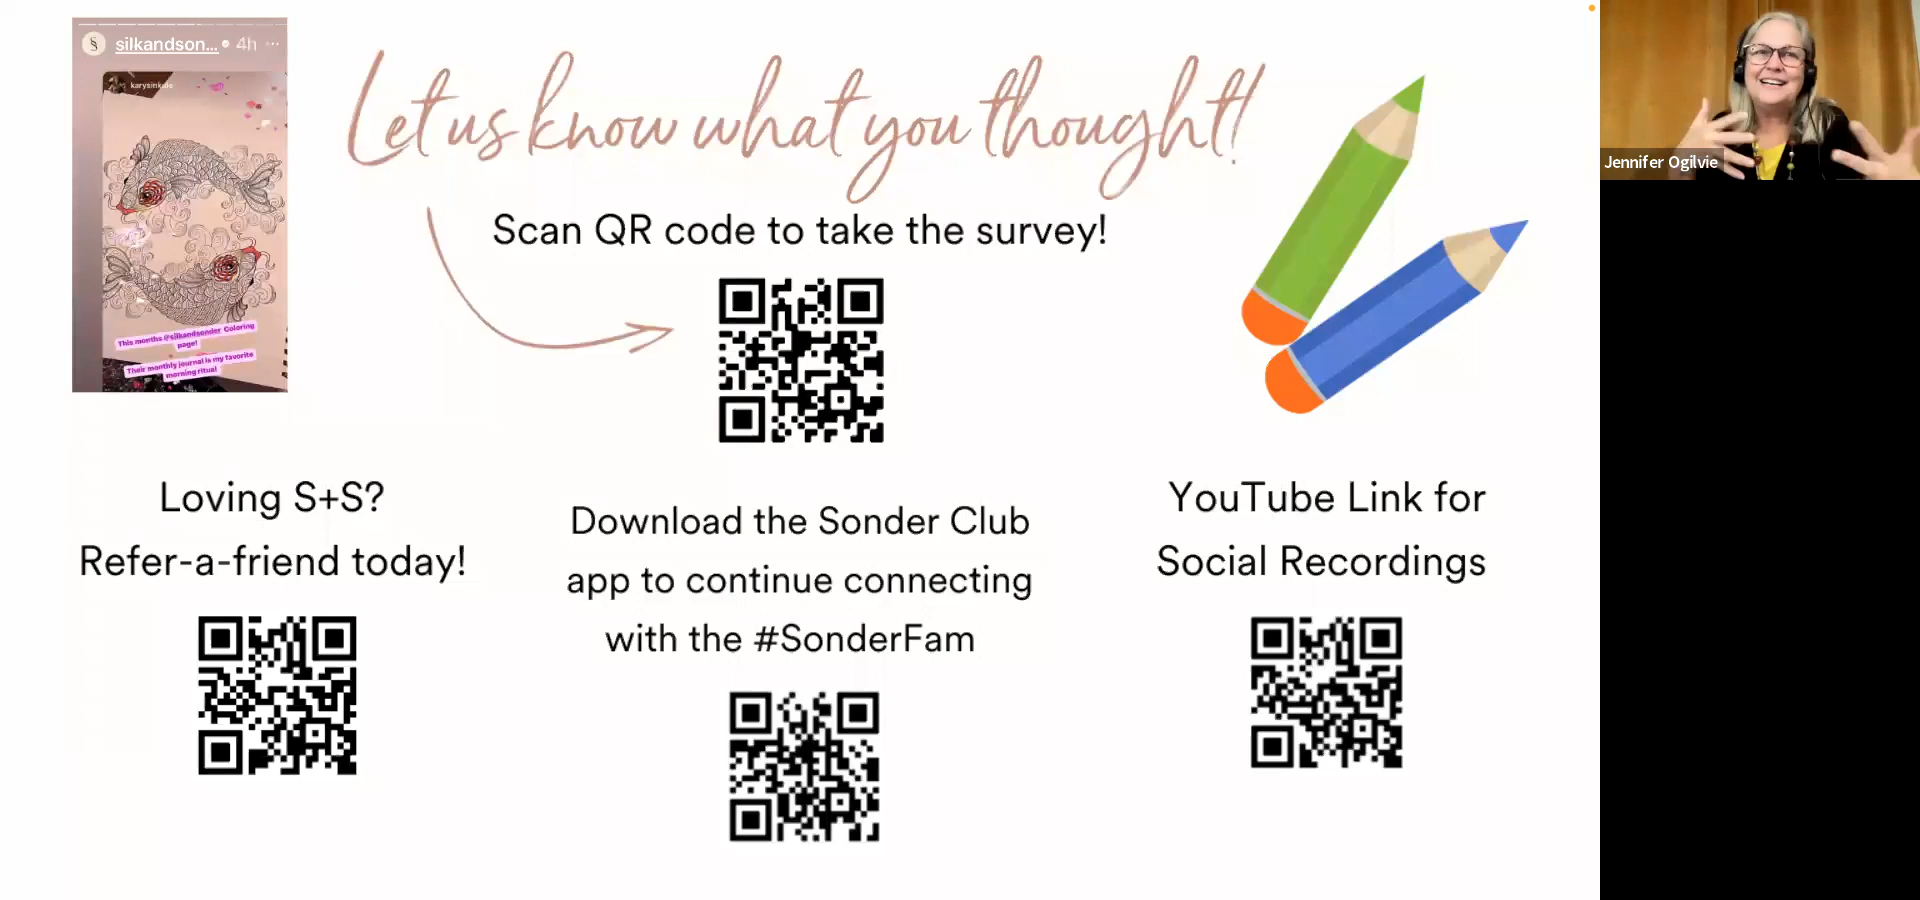 silkandson... 4h ...
This months @silkandsonder Coloring
page!
Their monthly journal is my favorite
morning ritual
Let us know what you thought!
Scan QR code to take the survey!
Loving S+S?
Refer-a-friend today!
Download the Sonder Club
app to continue connecting
with the #SonderFam
YouTube Link for
Social Recordings
Jennifer Ogilvie